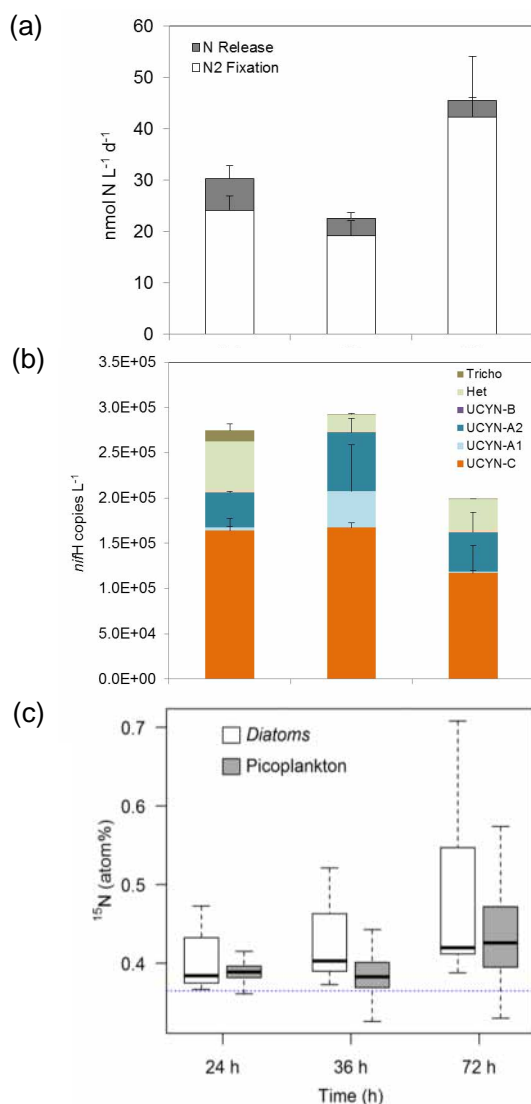 (a)
60
50
40
30
20
10
0
nmol N L-1 d-1
N Release
N2 Fixation
(b)
3.5E+05
3.0E+05
2.5E+05
2.0E+05
1.5E+05
1.0E+05
5.0E+04
0.0E+00
nifH copies L-1
Tricho
Het
UCYN-B
UCYN-A2
UCYN-A1
UCYN-C
(c)
0.7
0.6
0.5
0.4
15N (atom%)
Diatoms
Picoplankton
24 h 36 h 72 h
Time (h)